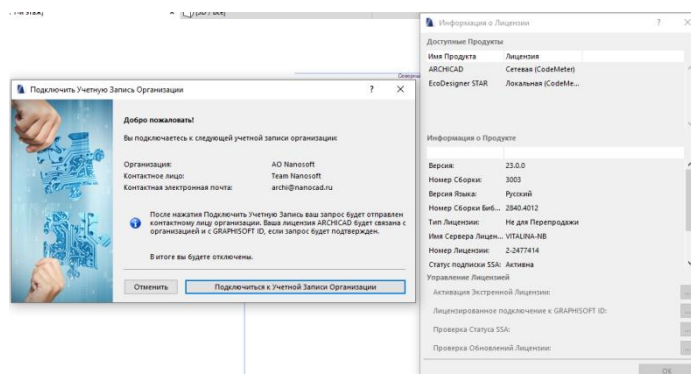 [3D / Все]
Подключить Учетную Запись Организации
Добро пожаловать!
Вы подключаетесь к следующей учетной записи организации:
Организация: АО Nanosoft
Контактное лицо: Team Nanosoft
Контактная электронная почта: archi@nanocad.ru
После нажатия Подключить Учетную Запись ваш запрос будет отправлен
контактному лицу организации. Ваша лицензия ARCHICAD будет связана с
организацией и с GRAPHISOFT ID, если запрос будет подтвержден.
В итоге вы будете отключены.
Отменить
Подключиться к Учетной Записи Организации
Информация о Лицензии
Доступные Продукты
Имя Продукта Лицензия
ARCHICAD Сетевая (CodeMeter)
EcoDesigner STAR Локальная (CodeMe...
Информация о Продукте
Версия: 23.0.0
Номер Сборки: 3003
Версия Языка: Русский
Номер Сборки Биб... 2840.4012
Тип Лицензии: Не для Перепродажи
Имя Сервера Лицен... VITALINA-NB
Номер Лицензии: 2-2477414
Статус подписки SSA: Активна
Управление Лицензией
Активация Экстренной Лицензии:
Лицензированное подключение к GRAPHISOFT ID:
Проверка Статуса SSA:
Проверка Обновлений Лицензии:
OK